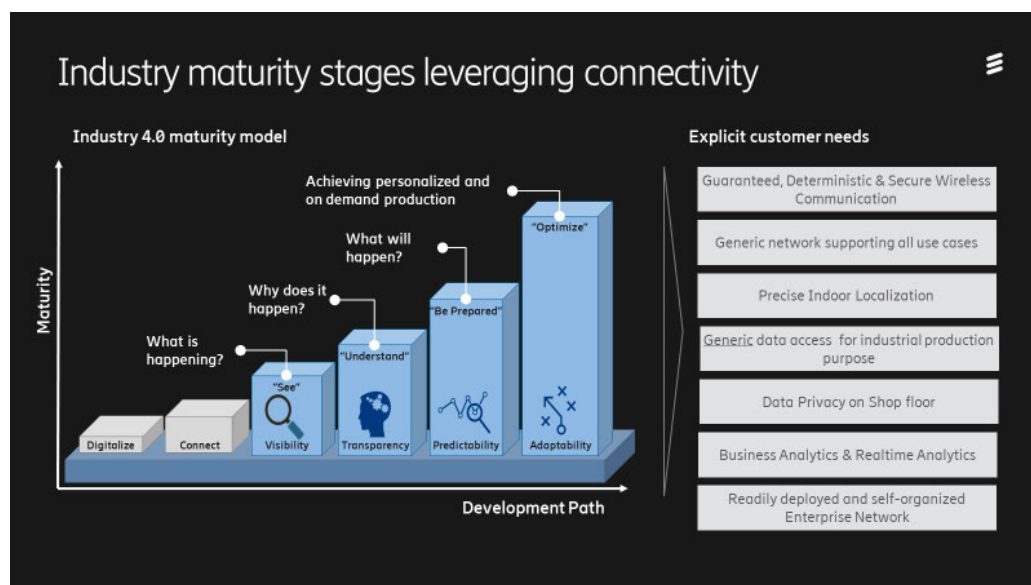 Industry maturity stages leveraging connectivity
Industry 4.0 maturity model
Maturity
Achieving personalized and
on demand production
What will
happen?
Why does it
happen?
What is
happening?
"Optimize"
"Be Prepared"
"Understand"
"See"
Digitalize
Connect
Visibility
Transparency
Predictability
Adaptability
Development Path
Explicit customer needs
Guaranteed, Deterministic & Secure Wireless
Communication
Generic network supporting all use cases
Precise Indoor Localization
Generic data access for industrial production
purpose
Data Privacy on Shop floor
Business Analytics & Realtime Analytics
Readily deployed and self-organized
Enterprise Network